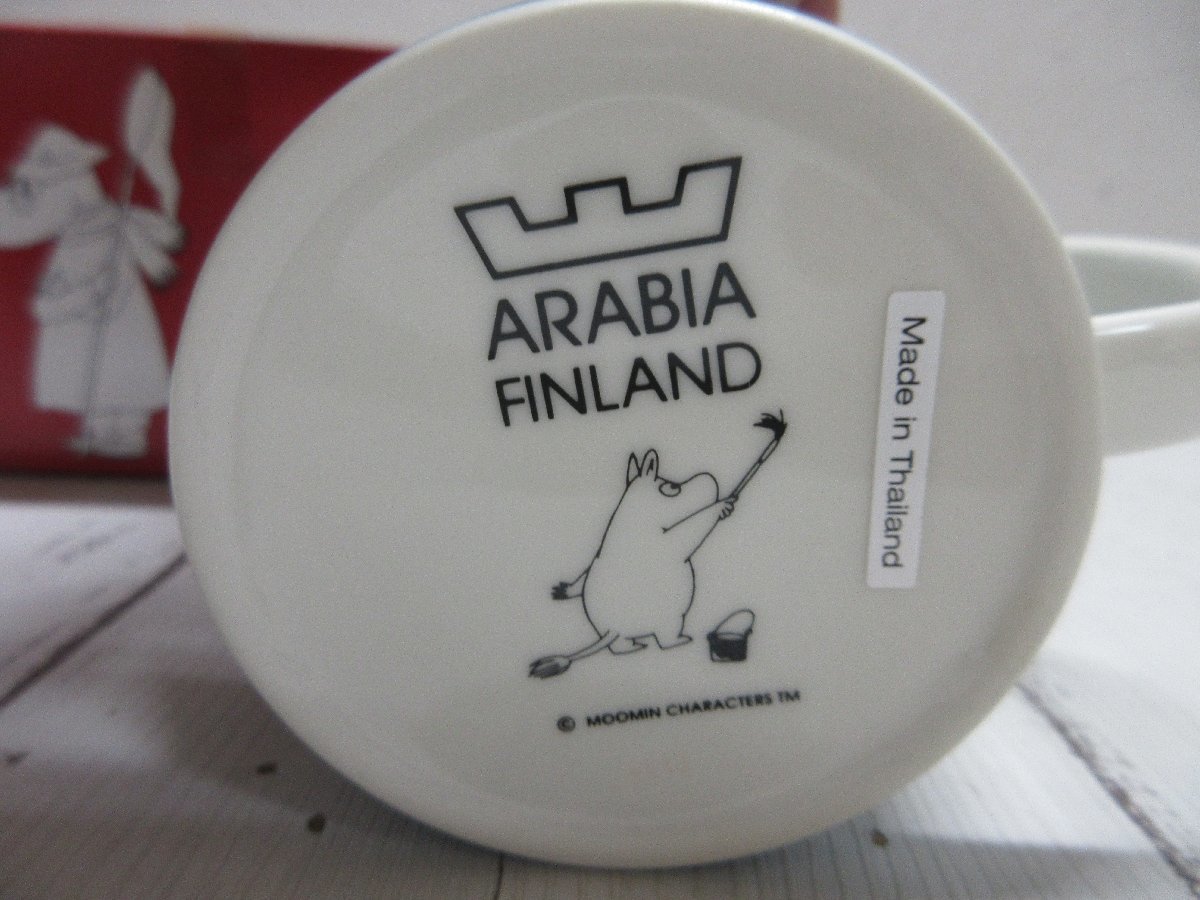 ARABIA
FINLAND
© MOOMIN CHARACTERS TM
Made in Thailand